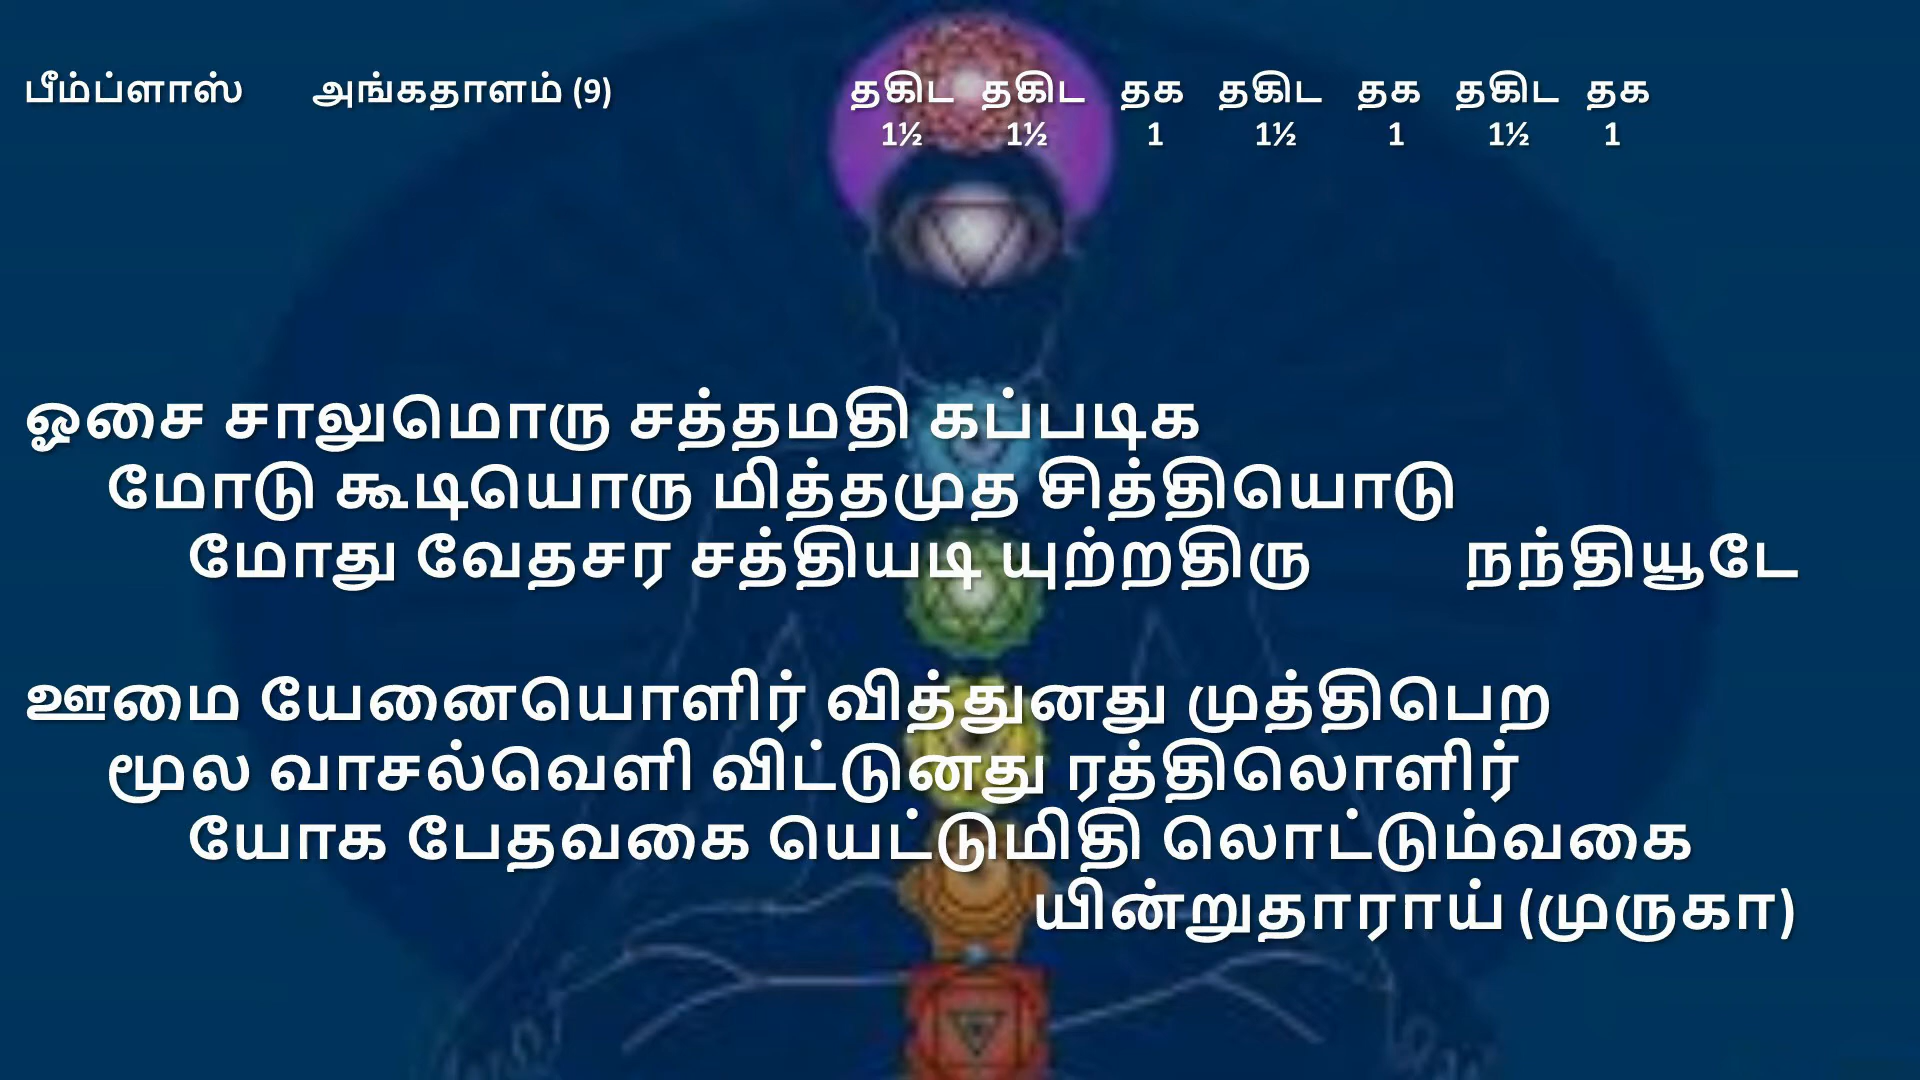 பீம்ப்ளாஸ் அங்கதாளம் (9) தகிட தகிட தக தகிட தக தகிட தக
1½ 1½ 1 1½ 1 1½ 1
ஓசை சாலுமொரு சத்தமதி கப்படிக
மோடு கூடியொரு மித்தமுத சித்தியொடு
மோது வேதசர சத்தியடி யுற்றதிரு நந்தியூடே
ஊமை யேனையொளிர் வித்துனது முத்திபெற
மூல வாசல்வெளி விட்டுனது ரத்திலொளிர்
யோக பேதவகை யெட்டுமிதி லொட்டும்வகை
யின்றுதாராய் (முருகா)